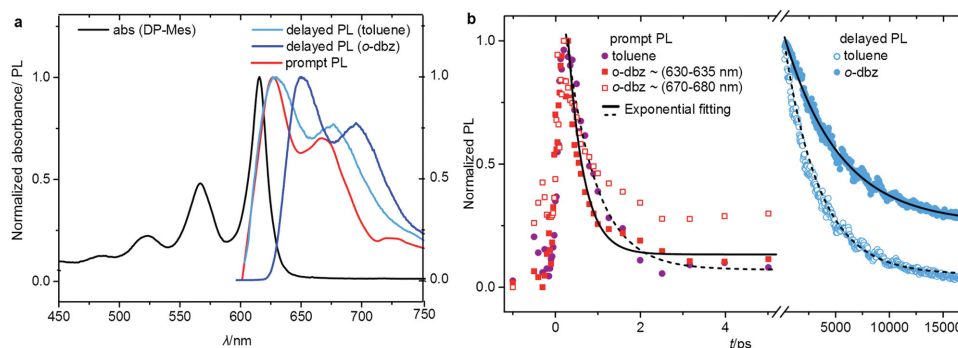 a
abs (DP-Mes)
delayed PL (toluene)
delayed PL (o-dbz)
prompt PL
Normalized absorbance/ PL
1.0
0.5
0.0
1.0
0.5
0.0
450 500 550 600 650 700 750
λ/nm
b
prompt PL
toluene
o-dbz ~ (630-635 nm)
o-dbz ~ (670-680 nm)
Exponential fitting
delayed PL
toluene
o-dbz
Normalized PL
1.0
0.5
0.0
0 2 4 5000 10000 15000
t/ps